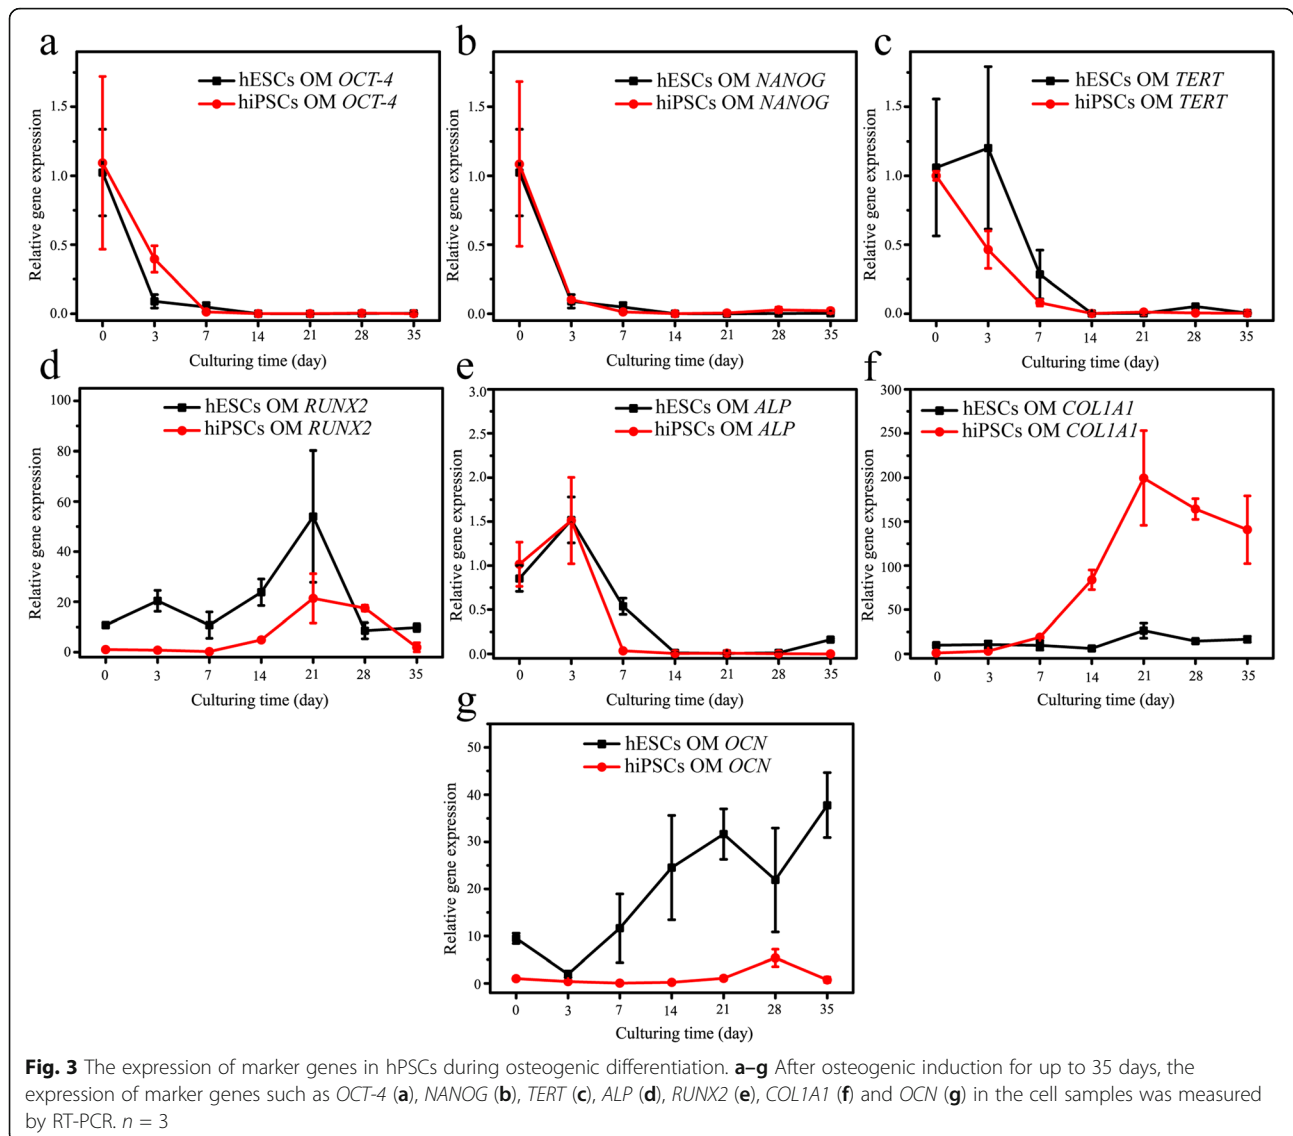 a
hESCs OM OCT-4
hiPSCs OM OCT-4
Relative gene expression
1.5
1.0
0.5
0.0
0 3 7 14 21 28 35
Culturing time (day)
b
hESCs OM NANOG
hiPSCs OM NANOG
Relative gene expression
1.5
1.0
0.5
0.0
0 3 7 14 21 28 35
Culturing time (day)
c
hESCs OM TERT
hiPSCs OM TERT
Relative gene expression
1.5
1.0
0.5
0.0
0 3 7 14 21 28 35
Culturing time (day)
d
hESCs OM RUNX2
hiPSCs OM RUNX2
Relative gene expression
100
80
60
40
20
0
0 3 7 14 21 28 35
Culturing time (day)
e
hESCs OM ALP
hiPSCs OM ALP
Relative gene expression
3.0
2.5
2.0
1.5
1.0
0.5
0.0
0 3 7 14 21 28 35
Culturing time (day)
f
hESCs OM COL1A1
hiPSCs OM COL1A1
Relative gene expression
300
250
200
150
100
50
0
0 3 7 14 21 28 35
Culturing time (day)
g
hESCs OM OCN
hiPSCs OM OCN
Relative gene expression
50
40
30
20
10
0
0 3 7 14 21 28 35
Culturing time (day)
Fig. 3 The expression of marker genes in hPSCs during osteogenic differentiation. a–g After osteogenic induction for up to 35 days, the
expression of marker genes such as OCT-4 (a), NANOG (b), TERT (c), ALP (d), RUNX2 (e), COL1A1 (f) and OCN (g) in the cell samples was measured
by RT-PCR. n = 3